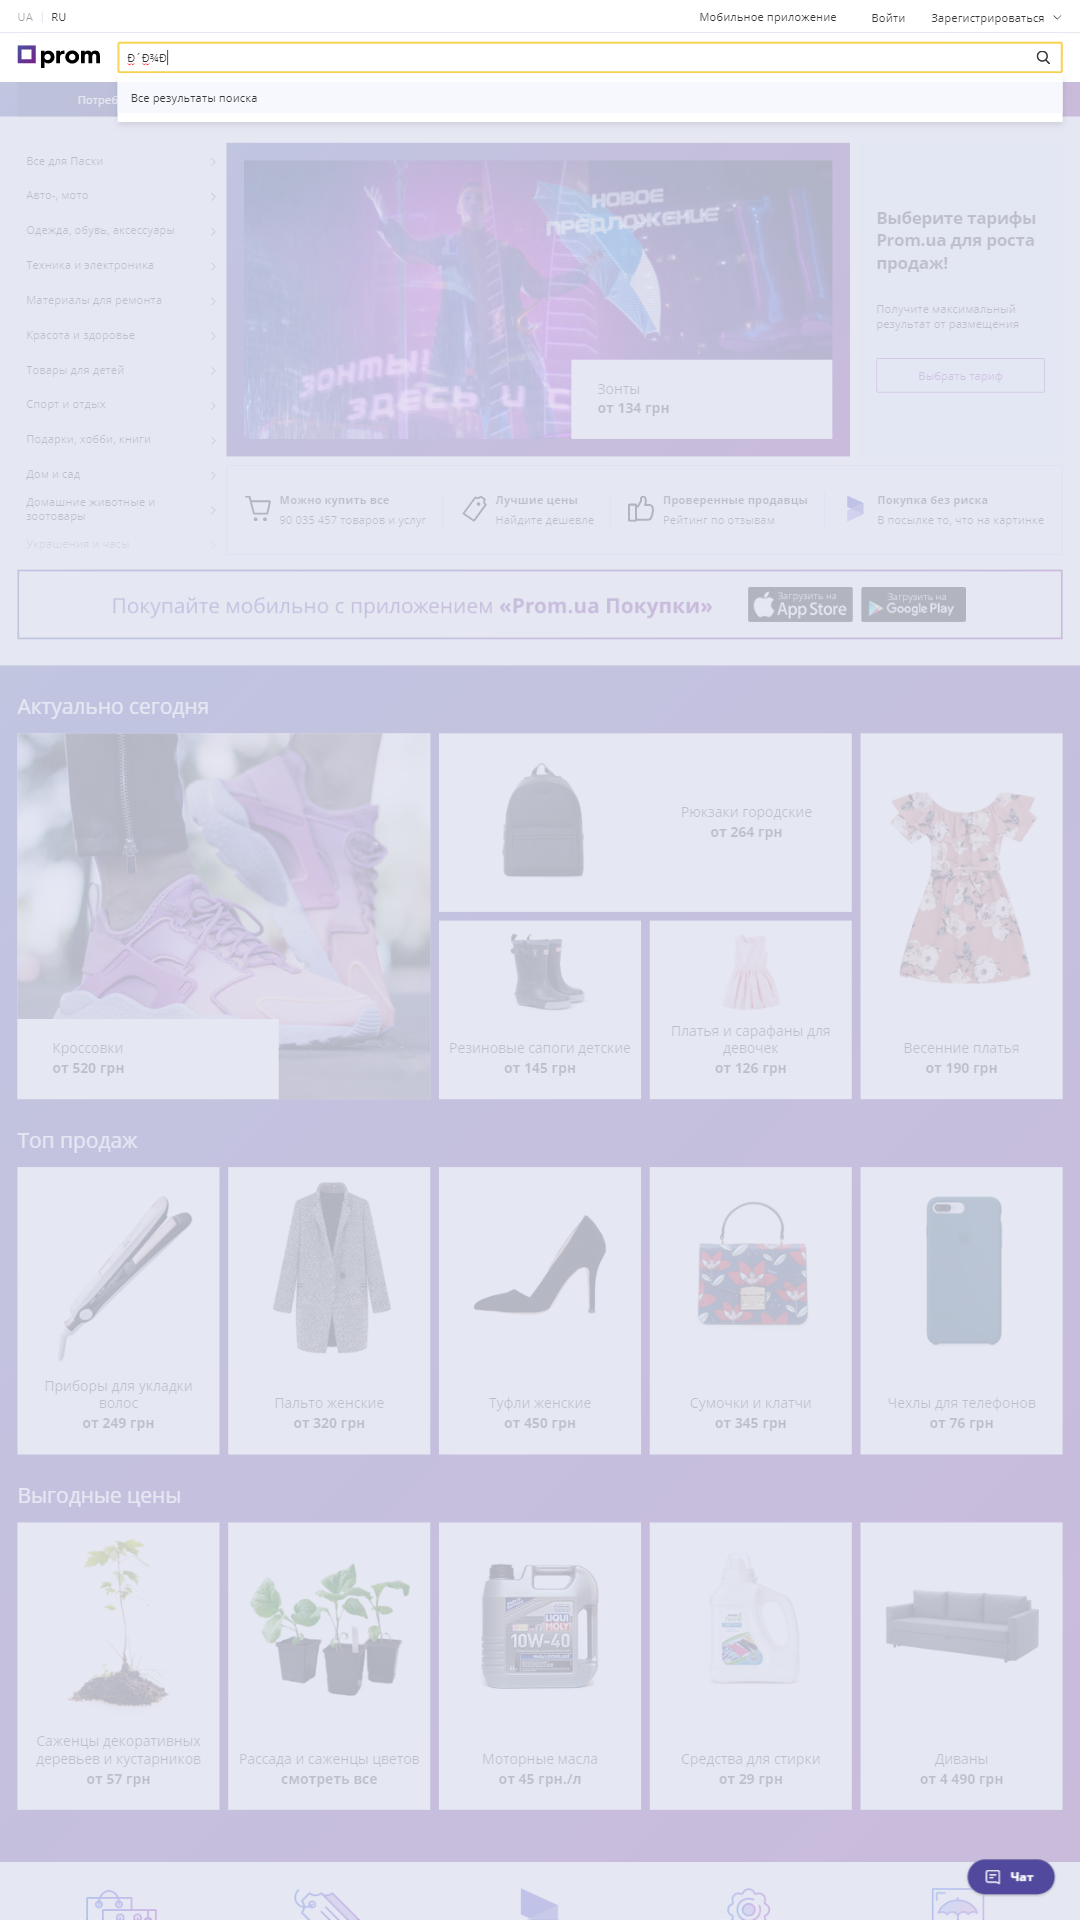 UA | RU
Мобильное приложение
Войти
Зарегистрироваться
prom
Ð´Ð¾Ð
Все результаты поиска
Потреб
Все для Пасхи
Авто-, мото
Одежда, обувь, аксессуары
Техника и электроника
Материалы для ремонта
Красота и здоровье
Товары для детей
Спорт и отдых
Подарки, хобби, книги
Дом и сад
Домашние животные и
зоотовары
Украшения и часы
НОВОЕ
ПРЕДЛОЖЕНИЕ
ЗОНТЫ!
ЗДЕСЬ И С
Зонты
от 134 грн
Выберите тарифы
Prom.ua для роста
продаж!
Получите максимальный
результат от размещения
Выбрать тариф
Можно купить все
90 035 457 товаров и услуг
Лучшие цены
Найдите дешевле
Проверенные продавцы
Рейтинг по отзывам
Покупка без риска
В посылке то, что на картинке
Покупайте мобильно с приложением «Prom.ua Покупки»
Загрузить на
App Store
Загрузить на
Google Play
Актуально сегодня
Кроссовки
от 520 грн
Рюкзаки городские
от 264 грн
Резиновые сапоги детские
от 145 грн
Платья и сарафаны для
девочек
от 126 грн
Весенние платья
от 190 грн
Топ продаж
Приборы для укладки
волос
от 249 грн
Пальто женские
от 320 грн
Туфли женские
от 450 грн
Сумочки и клатчи
от 345 грн
Чехлы для телефонов
от 76 грн
Выгодные цены
Саженцы декоративных
деревьев и кустарников
от 57 грн
Рассада и саженцы цветов
смотреть все
LIQUI
MOLY
10W-40
Моторные масла
от 45 грн./л
Средства для стирки
от 29 грн
Диваны
от 4 490 грн
Чат